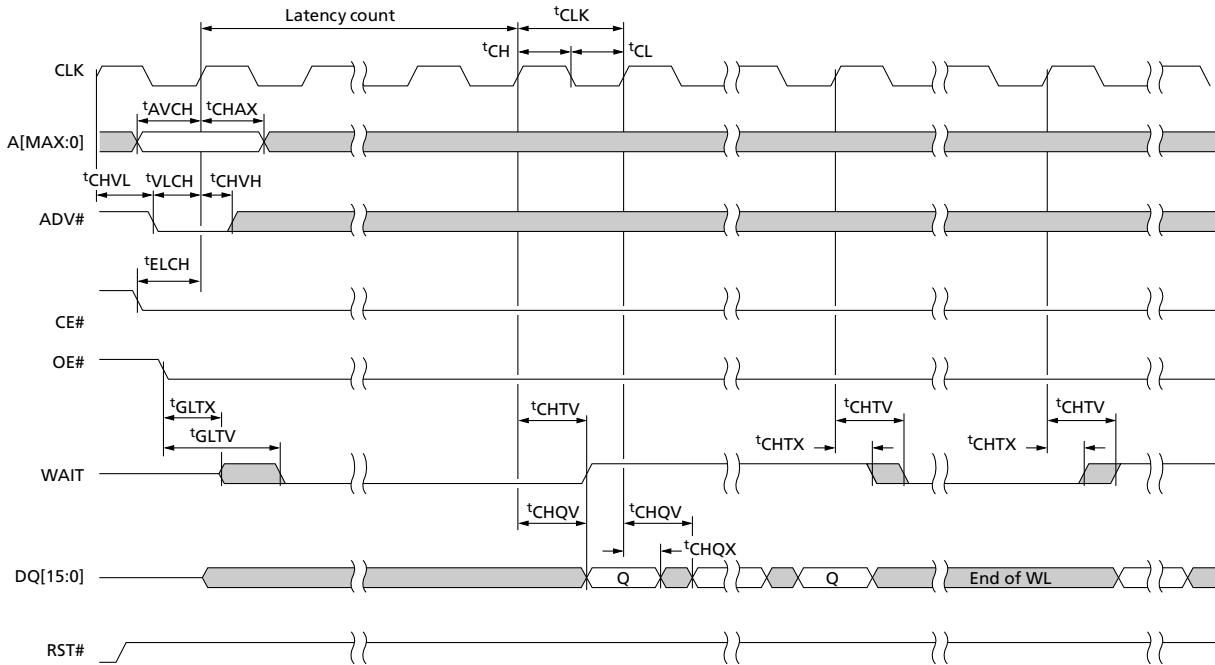 Latency count
tCLK
tCH
tCL
CLK
tAVCH
tCHAX
A[MAX:0]
tCHVL
tVLCH
tCHVH
ADV#
tELCH
CE#
OE#
tGLTX
tCHTV
tCHTV
tCHTV
tGLTV
tCHTX
tCHTX
WAIT
tCHQV
tCHQV
tCHQX
DQ[15:0]
Q
Q
End of WL
RST#